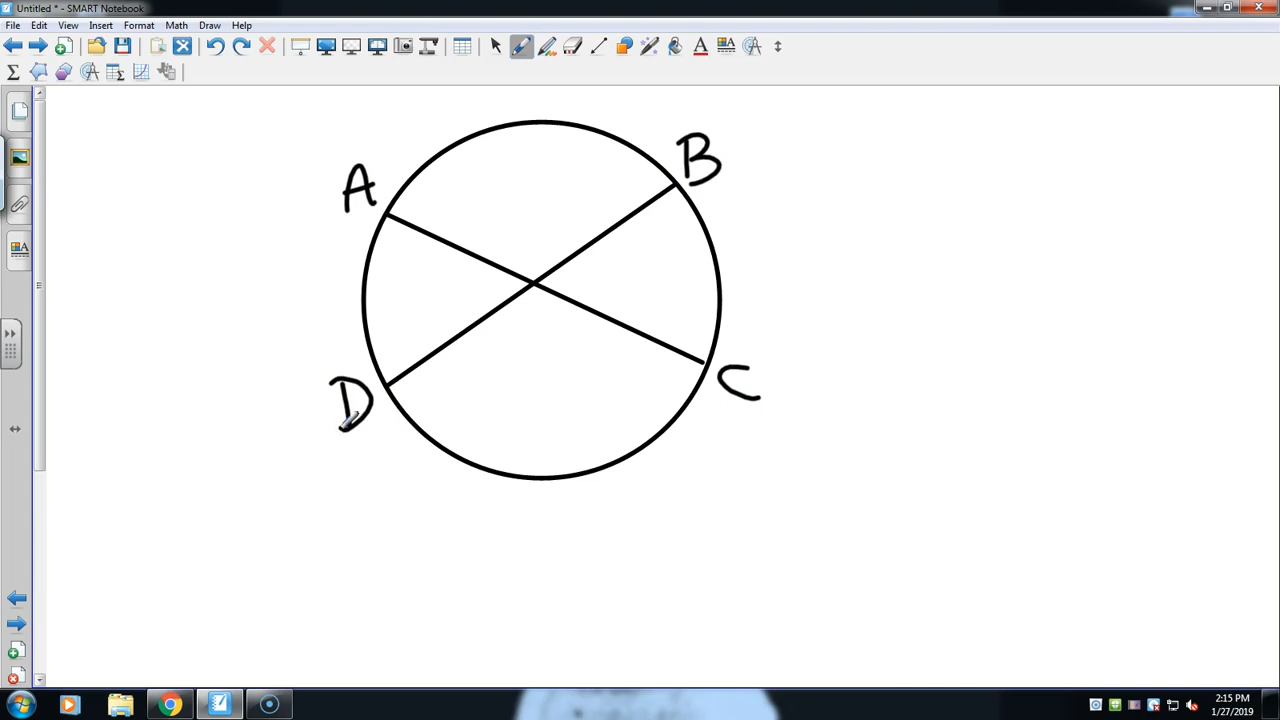 Untitled * - SMART Notebook
File Edit View Insert Format Math Draw Help
B
A
C
D
2:15 PM
1/27/2019